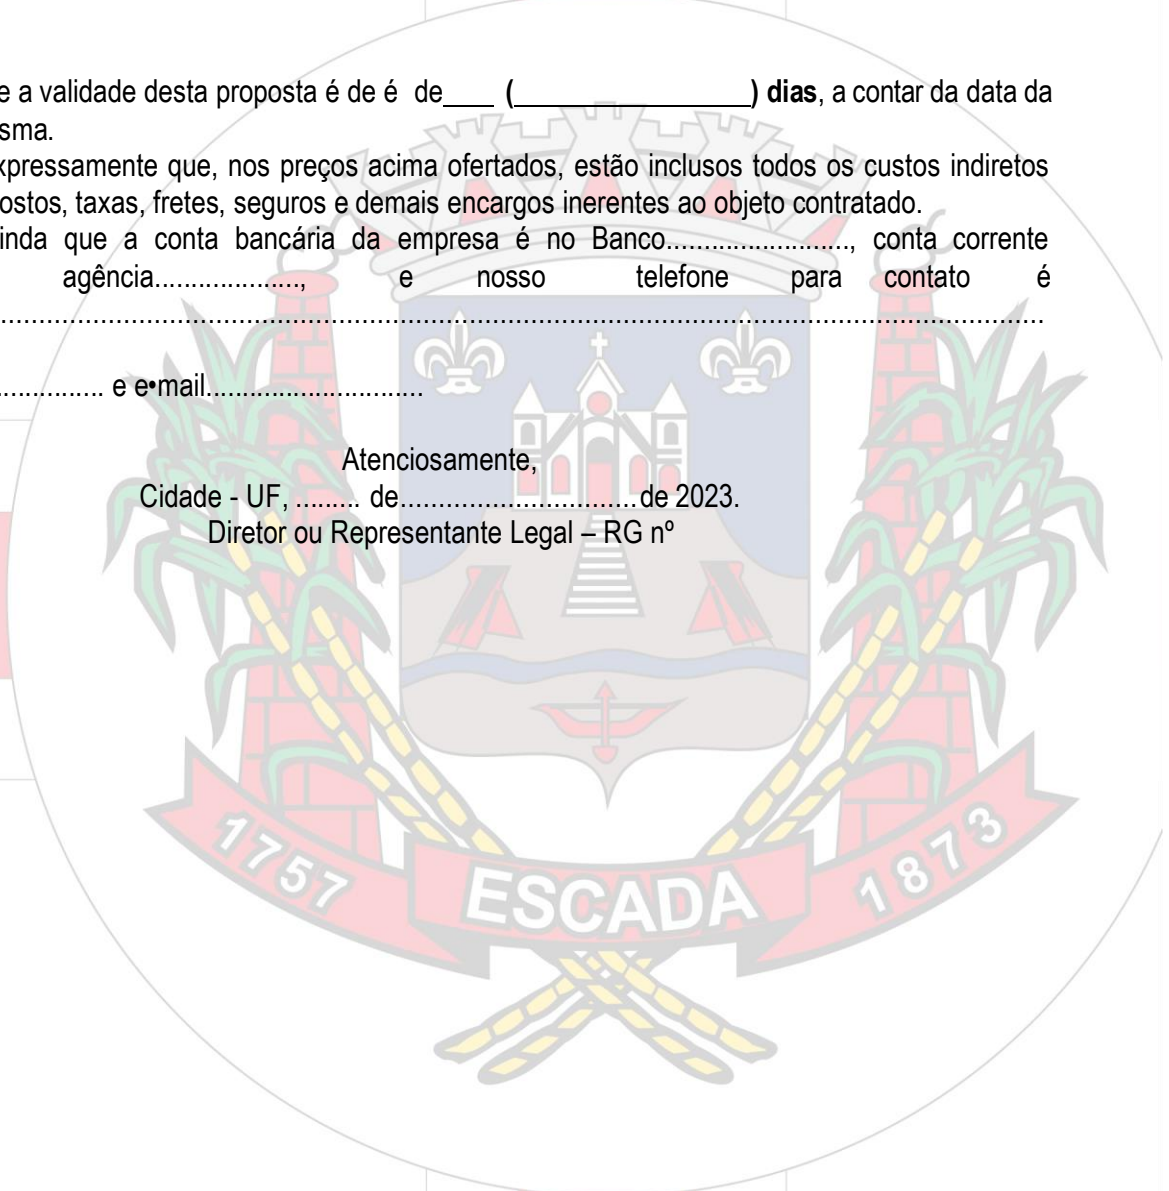 e a validade desta proposta é de é de____ (__________________) dias, a contar da data da
sma.
xpressamente que, nos preços acima ofertados, estão inclusos todos os custos indiretos
ostos, taxas, fretes, seguros e demais encargos inerentes ao objeto contratado.
inda que a conta bancária da empresa é no Banco........................., conta corrente
agência...................., e nosso telefone para contato é
................................................................................................................................
............... e e•mail..............................
Atenciosamente,
Cidade - UF, ......... de................................de 2023.
Diretor ou Representante Legal – RG nº
1757
ESCADA
1873